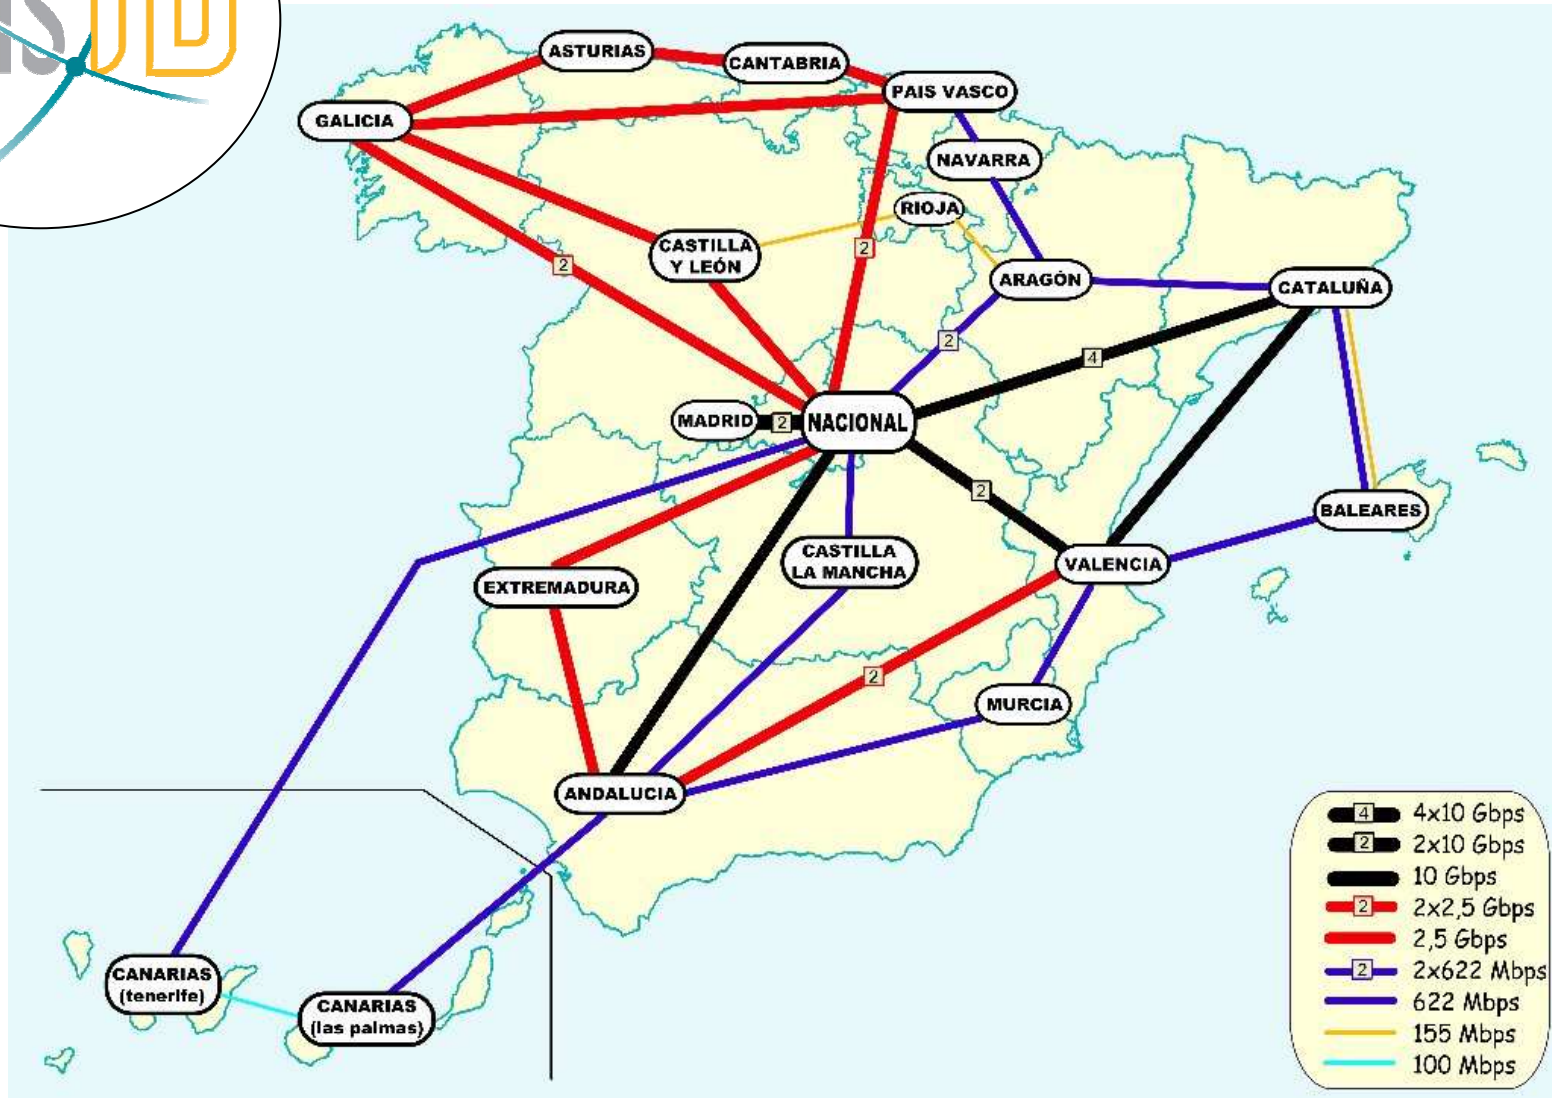 ASTURIAS
CANTABRIA
PAIS VASCO
GALICIA
NAVARRA
RIOJA
CASTILLA
Y LEÓN
2
2
ARAGÓN
CATALUÑA
2
4
MADRID
2
NACIONAL
2
BALEARES
CASTILLA
LA MANCHA
VALENCIA
EXTREMADURA
2
MURCIA
ANDALUCIA
CANARIAS
(tenerife)
CANARIAS
(las palmas)
4 4x10 Gbps
2 2x10 Gbps
10 Gbps
2 2x2,5 Gbps
2,5 Gbps
2 2x622 Mbps
622 Mbps
155 Mbps
100 Mbps